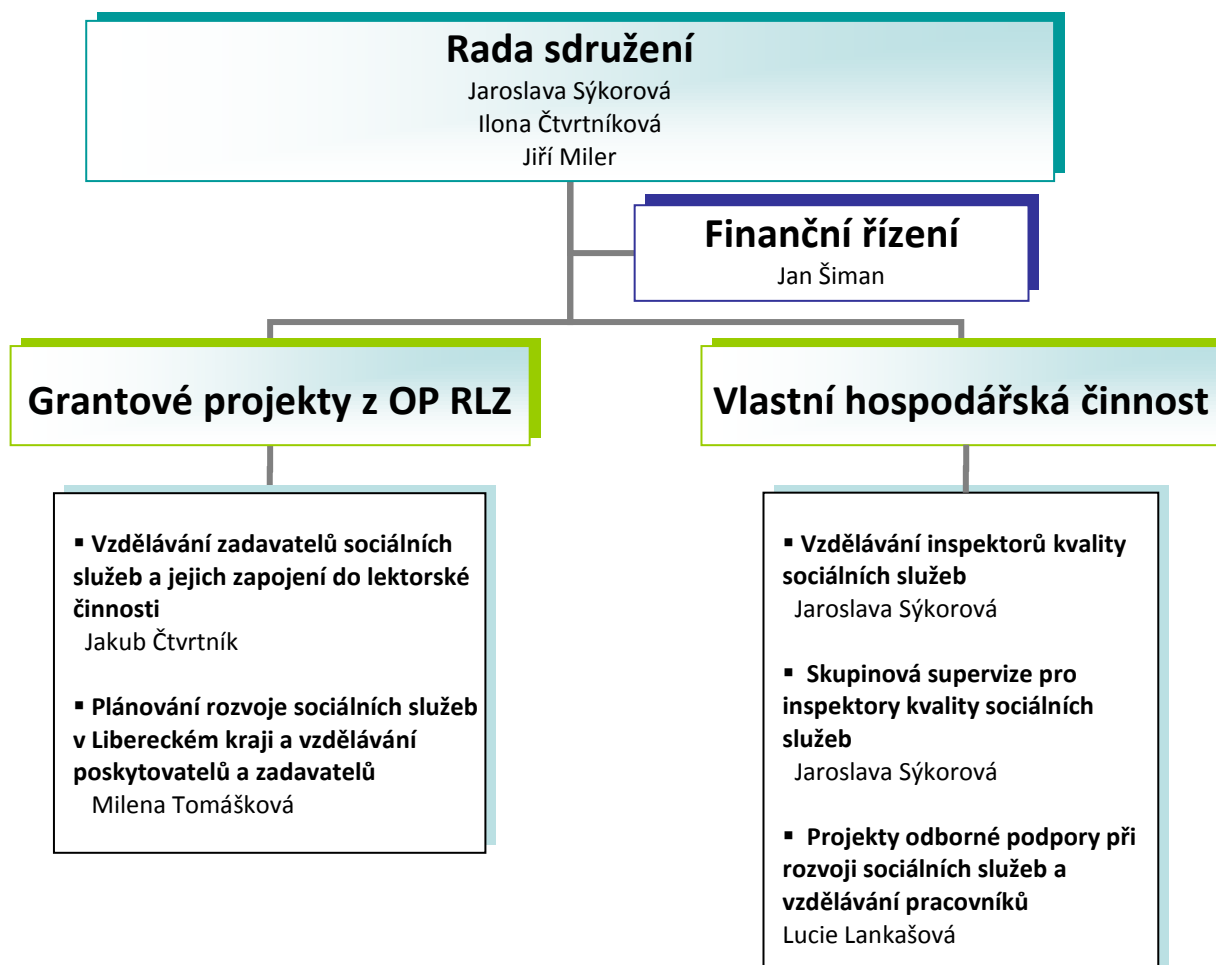 Rada sdružení
Jaroslava Sýkorová
Ilona Čtvrtníková
Jiří Miler
Finanční řízení
Jan Šiman
Grantové projekty z OP RLZ
Vlastní hospodářská činnost
▪ Vzdělávání zadavatelů sociálních
služeb a jejich zapojení do lektorské
činnosti
Jakub Čtvrtník
▪ Plánování rozvoje sociálních služeb
v Libereckém kraji a vzdělávání
poskytovatelů a zadavatelů
Milena Tomášková
▪ Vzdělávání inspektorů kvality
sociálních služeb
Jaroslava Sýkorová
▪ Skupinová supervize pro
inspektory kvality sociálních
služeb
Jaroslava Sýkorová
▪ Projekty odborné podpory při
rozvoji sociálních služeb a
vzdělávání pracovníků
Lucie Lankašová